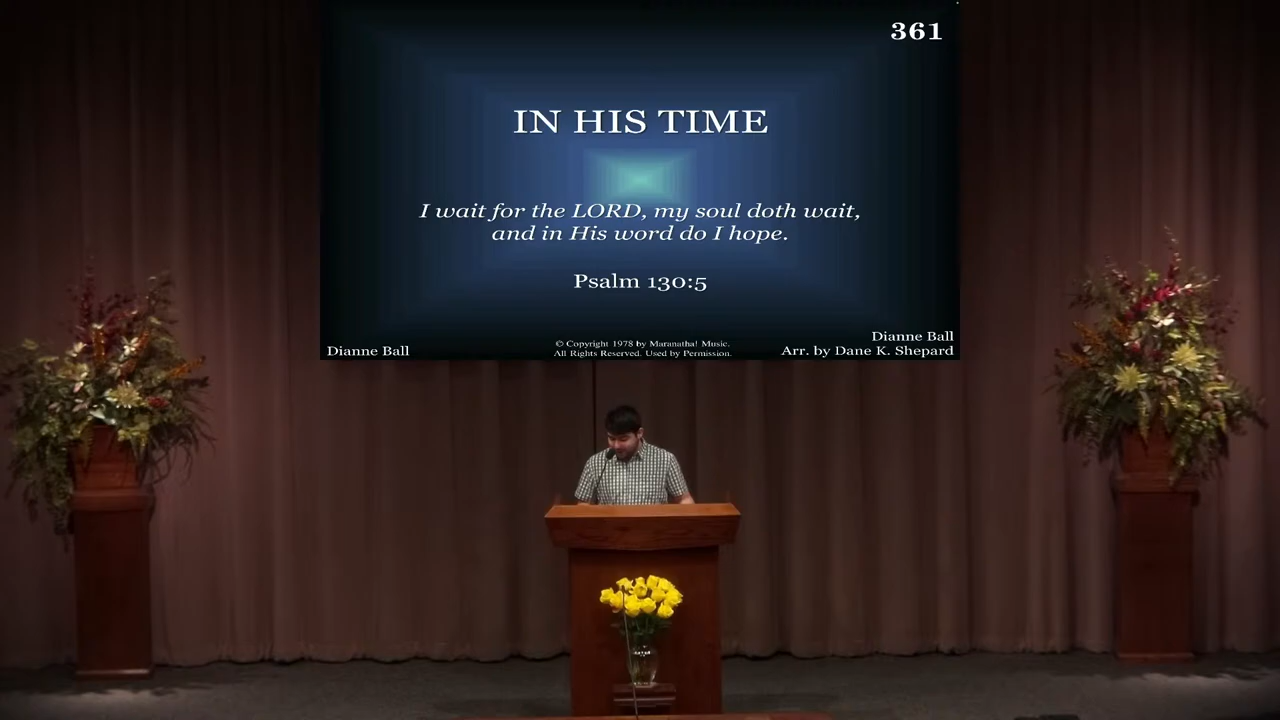 361
IN HIS TIME
I wait for the LORD, my soul doth wait,
and in His word do I hope.
Psalm 130:5
Dianne Ball
© Copyright 1978 by Maranatha! Music.
All Rights Reserved. Used by Permission.
Dianne Ball
Arr. by Dane K. Shepard